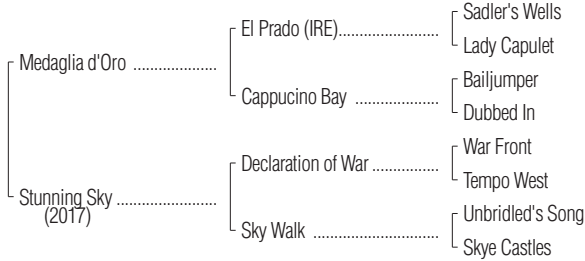 Sadler's Wells
El Prado (IRE)....................
Lady Capulet
Medaglia d'Oro .................
Bailjumper
Cappucino Bay .................
Dubbed In
War Front
Declaration of War..............
Tempo West
Stunning Sky ....................
(2017)
Unbridled's Song
Sky Walk .........................
Skye Castles